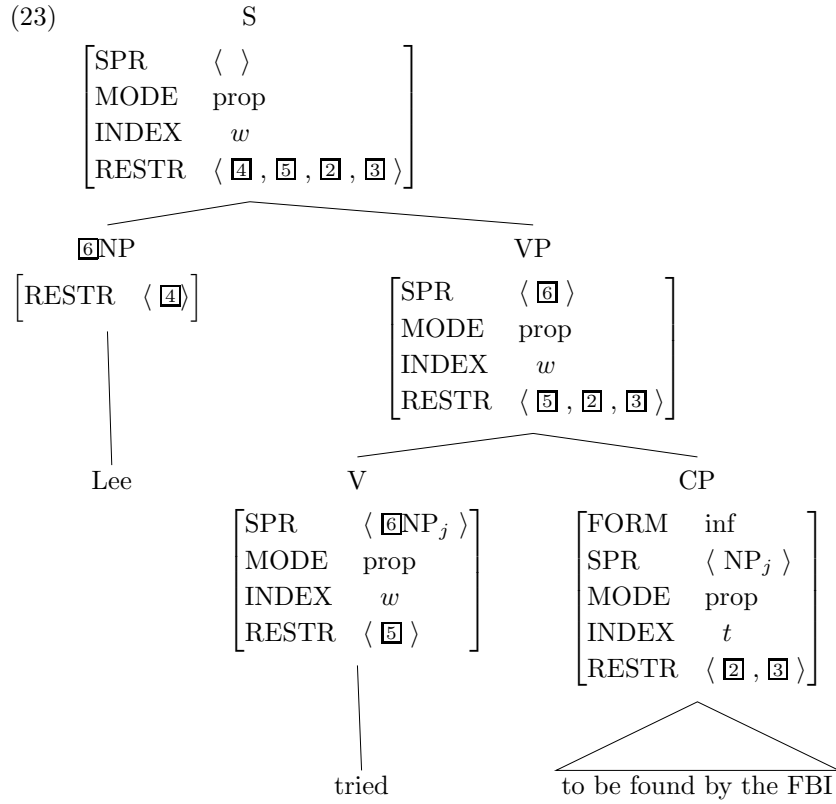 (23) S
SPR ⟨ ⟩
MODE prop
INDEX w
RESTR ⟨ 4 , 5 , 2 , 3 ⟩
6NP VP
RESTR ⟨ 4 ⟩
SPR ⟨ 6 ⟩
MODE prop
INDEX w
RESTR ⟨ 5 , 2 , 3 ⟩
Lee V CP
SPR ⟨ 6NPj ⟩
MODE prop
INDEX w
RESTR ⟨ 5 ⟩
FORM inf
SPR ⟨ NPj ⟩
MODE prop
INDEX t
RESTR ⟨ 2 , 3 ⟩
tried to be found by the FBI